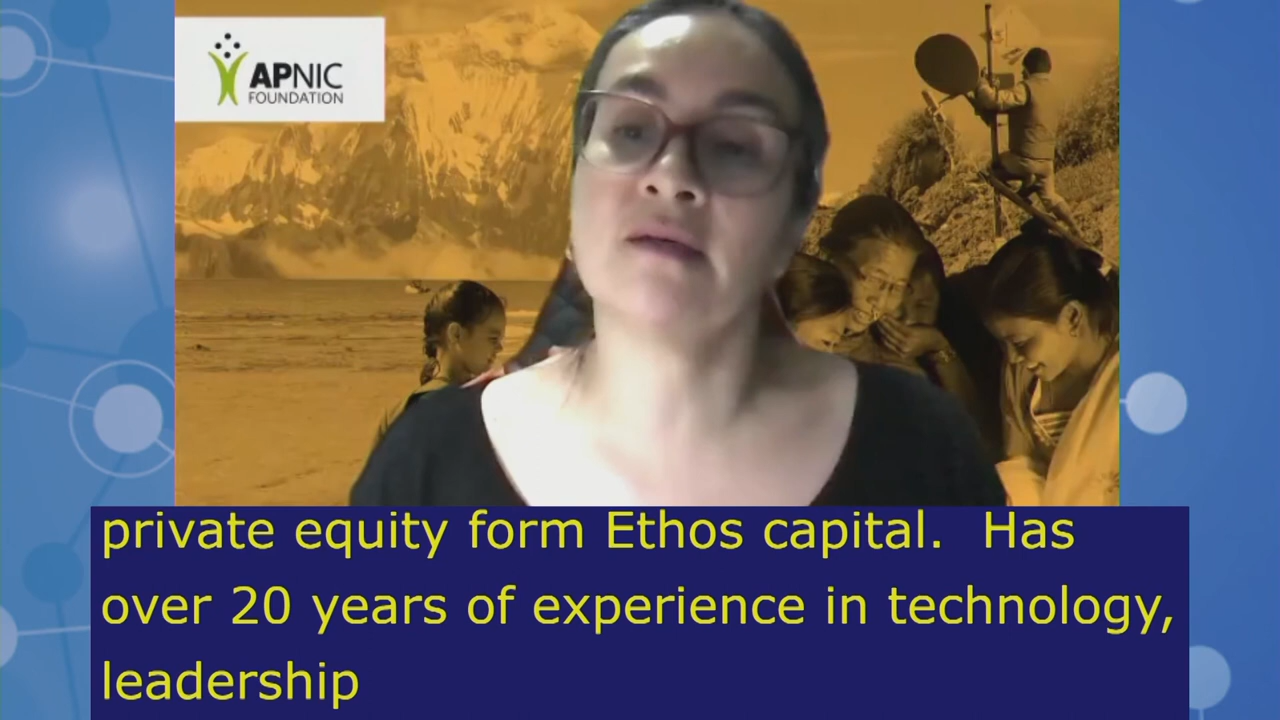 APNIC
FOUNDATION
private equity form Ethos capital.  Has
over 20 years of experience in technology,
leadership